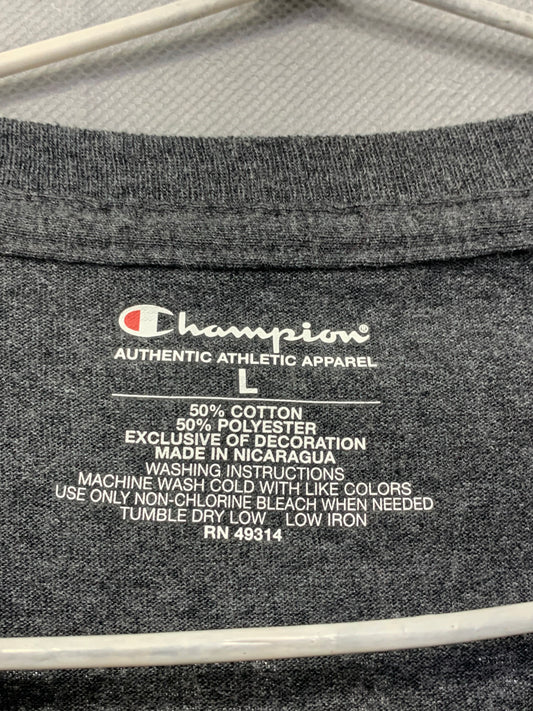 Champion®
AUTHENTIC ATHLETIC APPAREL
L
50% COTTON
50% POLYESTER
EXCLUSIVE OF DECORATION
MADE IN NICARAGUA
WASHING INSTRUCTIONS
MACHINE WASH COLD WITH LIKE COLORS
USE ONLY NON-CHLORINE BLEACH WHEN NEEDED
TUMBLE DRY LOW LOW IRON
RN 49314